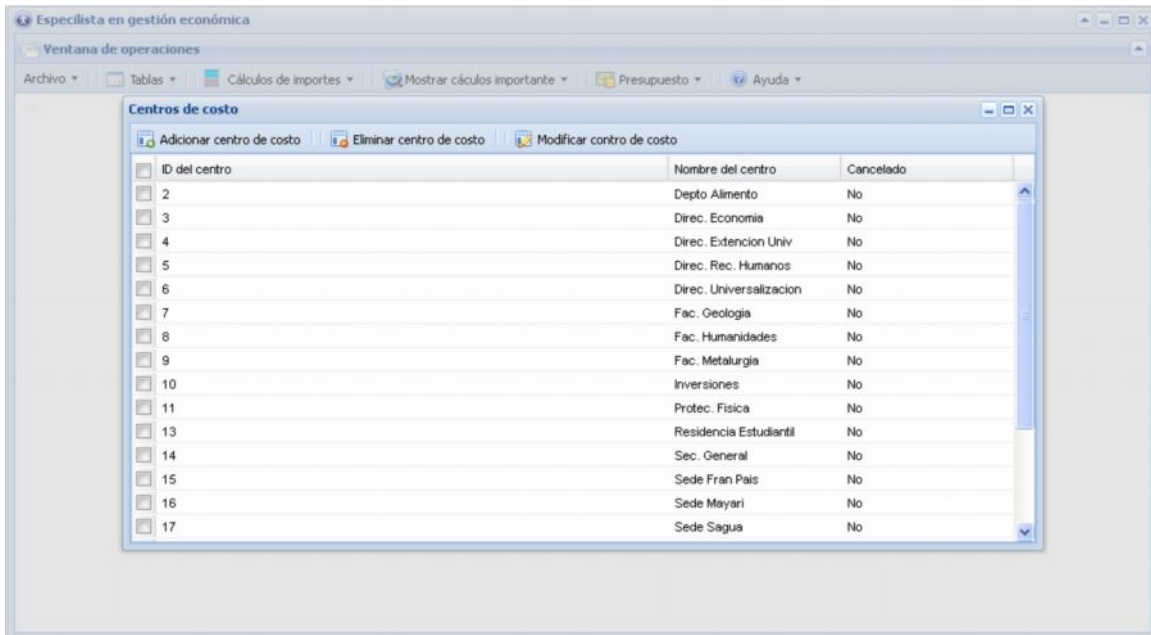 Especilista en gestión económica
Ventana de operaciones
Archivo Tablas Cálculos de importes Mostrar cáculos importante Presupuesto Ayuda
Centros de costo
Adicionar centro de costo Eliminar centro de costo Modificar contro de costo
ID del centro Nombre del centro Cancelado
2 Depto Alimento No
3 Direc. Economia No
4 Direc. Extencion Univ No
5 Direc. Rec. Humanos No
6 Direc. Universalizacion No
7 Fac. Geologia No
8 Fac. Humanidades No
9 Fac. Metalurgia No
10 Inversiones No
11 Protec. Fisica No
13 Residencia Estudiantil No
14 Sec. General No
15 Sede Fran Pais No
16 Sede Mayari No
17 Sede Sagua No